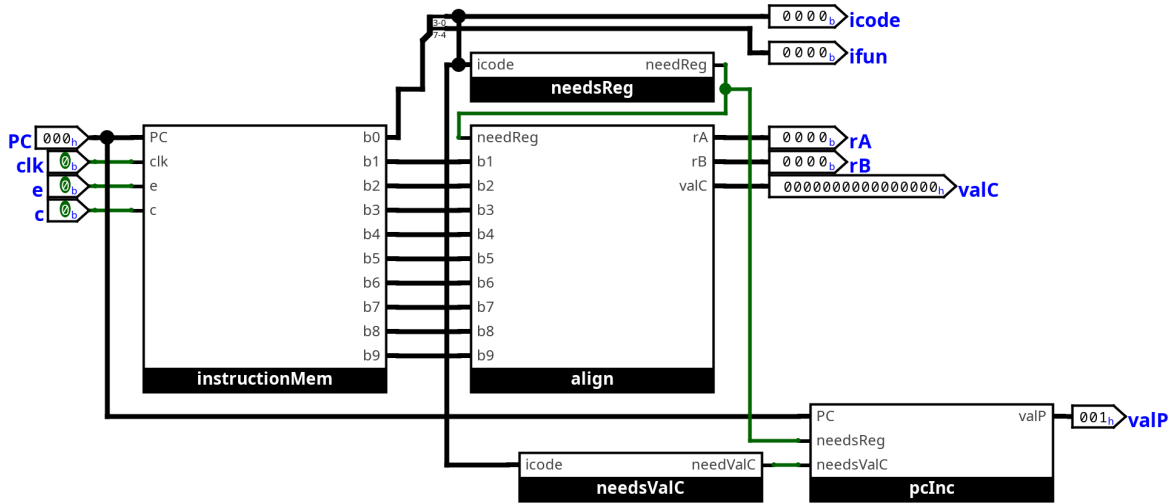 3-0
7-4
0000b
icode
0000b
ifun
icode needReg
needsReg
PC 000h
clk 0b
e 0b
c 0b
PC b0
clk b1
e b2
c b3
b4
b5
b6
b7
b8
b9
instructionMem
needReg rA
b1 rB
b2 valC
b3
b4
b5
b6
b7
b8
b9
align
0000b rA
0000b rB
0000000000000000h valC
PC valP
needsReg
needsValC
pcInc
001h valP
icode needValC
needsValC